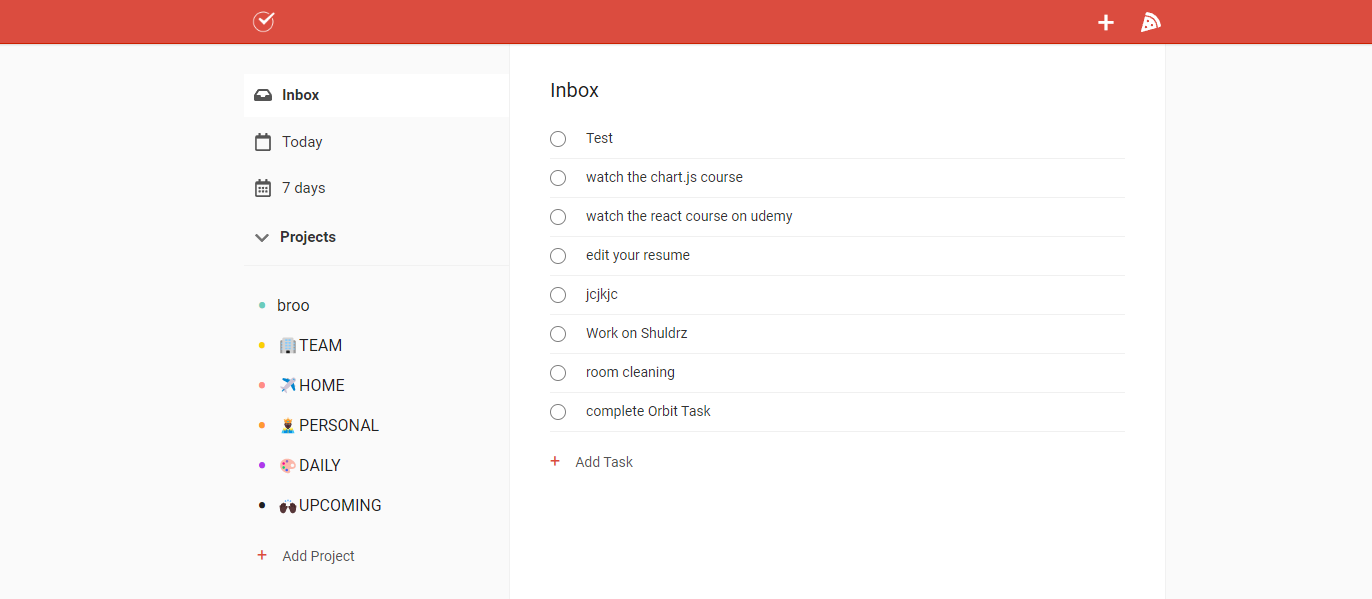 Inbox
Today
7 days
Projects
broo
🏢TEAM
✈️HOME
PERSONAL
🎨DAILY
UPCOMING
+ Add Project
Inbox
Test
watch the chart.js course
watch the react course on udemy
edit your resume
jcjkjc
Work on Shuldrz
room cleaning
complete Orbit Task
+ Add Task